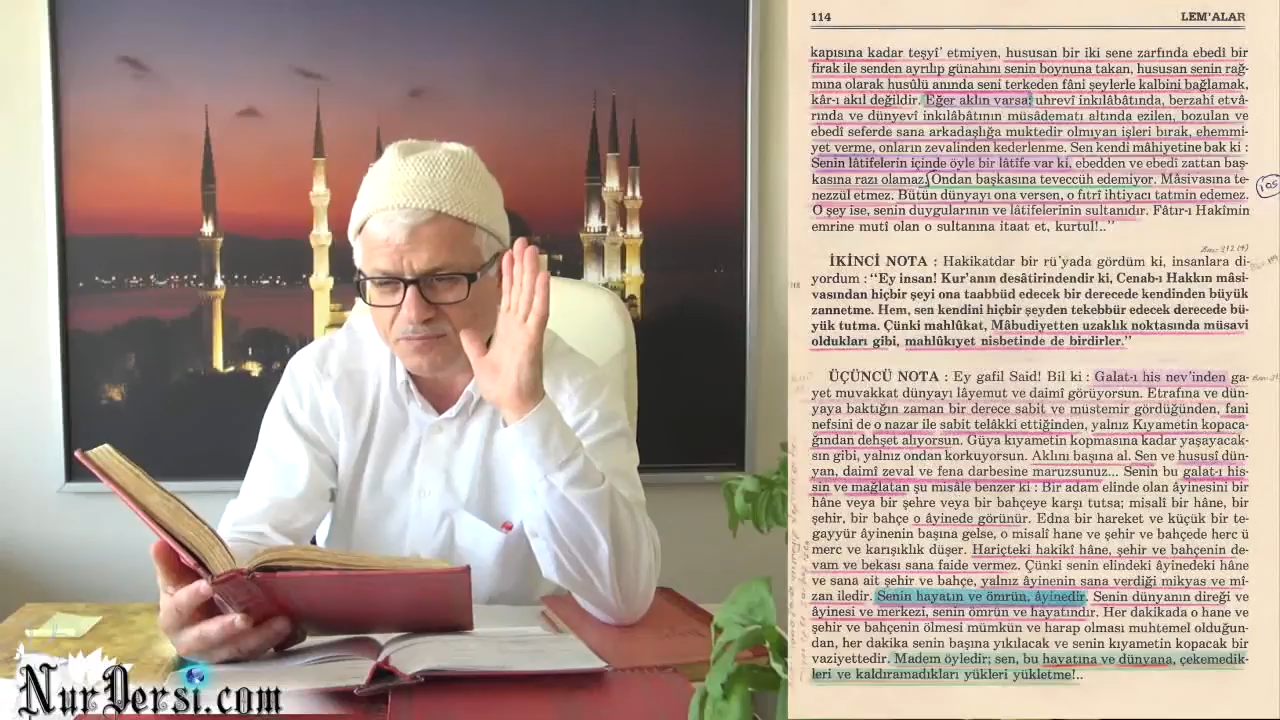 114 LEM'ALAR
kapısına kadar teşyi' etmiyen, hususan bir iki sene zarfında ebedî bir
firak ile senden ayrılıp günahını senin boynuna takan, hususan senin rağ-
mına olarak husûlü anında seni terkeden fâni şeylerle kalbini bağlamak,
kâr-ı akıl değildir. Eğer aklın varsa; uhrevî inkılâbâtında, berzahî etvâ-
rında ve dünyevî inkılâbâtının müsâdematı altında ezilen, bozulan ve
ebedî seferde sana arkadaşlığa muktedir olmıyan işleri bırak, ehemmi-
yet verme, onların zevalinden kederlenme. Sen kendi mâhiyetine bak ki :
Senin lâtifelerin içinde öyle bir lâtife var ki, ebedden ve ebedî zattan baş-
kasına razı olamaz. Ondan başkasına teveccüh edemiyor. Mâsivasına te-
nezzül etmez. Bütün dünyayı ona versen, o fıtrî ihtiyacı tatmin edemez.
O şey ise, senin duygularının ve lâtifelerinin sultanıdır. Fâtır-ı Hakîmin
emrine mutî olan o sultanına itaat et, kurtul!.."
İKİNCİ NOTA : Hakikatdar bir rü'yada gördüm ki, insanlara di-
yordum : "Ey insan! Kur'anın desâtirindendir ki, Cenab-ı Hakkın mâsi-
vasından hiçbir şeyi ona taabbüd edecek bir derecede kendinden büyük
zannetme. Hem, sen kendini hiçbir şeyden tekebbür edecek derecede bü-
yük tutma. Çünki mahlûkat, Mâbudiyetten uzaklık noktasında müsavi
oldukları gibi, mahlûkıyet nisbetinde de birdirler."
ÜÇÜNCÜ NOTA : Ey gafil Said! Bil ki : Galat-ı his nev'inden ga-
yet muvakkat dünyayı lâyemut ve daimî görüyorsun. Etrafına ve dün-
yaya baktığın zaman bir derece sabit ve müstemir gördüğünden, fani
nefsini de o nazar ile sabit telâkki ettiğinden, yalnız Kıyametin kopaca-
ğından dehşet alıyorsun. Güya kıyametin kopmasına kadar yaşayacak-
sın gibi, yalnız ondan korkuyorsun. Aklını başına al. Sen ve hususî dün-
yan, daimî zeval ve fena darbesine maruzsunuz... Senin bu galat-ı his-
sin ve mağlatan şu misâle benzer ki : Bir adam elinde olan âyinesini bir
hâne veya bir şehre veya bir bahçeye karşı tutsa; misalî bir hâne, bir
şehir, bir bahçe o âyinede görünür. Edna bir hareket ve küçük bir te-
gayyür âyinenin başına gelse, o misalî hane ve şehir ve bahçede herc ü
merc ve karışıklık düşer. Hariçteki hakikî hâne, şehir ve bahçenin de-
vam ve bekası sana faide vermez. Çünki senin elindeki âyinedeki hâne
ve sana ait şehir ve bahçe, yalnız âyinenin sana verdiği mikyas ve mî-
zan iledir. Senin hayatın ve ömrün, âyinedir. Senin dünyanın direği ve
âyinesi ve merkezi, senin ömrün ve hayatındır. Her dakikada o hane ve
şehir ve bahçenin ölmesi mümkün ve harap olması muhtemel olduğun-
dan, her dakika senin başına yıkılacak ve senin kıyametin kopacak bir
vaziyettedir. Madem öyledir; sen, bu hayatına ve dünyana, çekemedik-
leri ve kaldıramadıkları yükleri yükletme!..
NurDersi.com